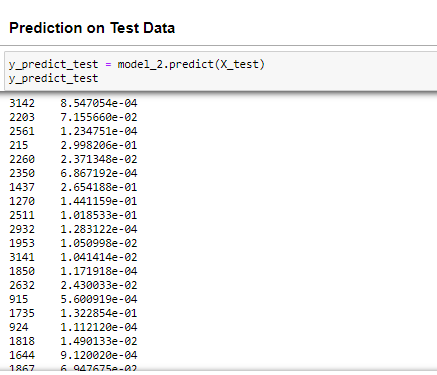 Prediction on Test Data
y_predict_test = model_2.predict(X_test)
y_predict_test
3142 8.547054e-04
2203 7.155660e-02
2561 1.234751e-04
215 2.998206e-01
2260 2.371348e-02
2350 6.867192e-04
1437 2.654188e-01
1270 1.441159e-01
2511 1.018533e-01
2932 1.283122e-04
1953 1.050998e-02
3141 1.041414e-02
1850 1.171918e-04
2632 2.430033e-02
915 5.600919e-04
1735 1.322854e-01
924 1.112120e-04
1818 1.490133e-02
1644 9.120020e-04
1867 6.947675e-02